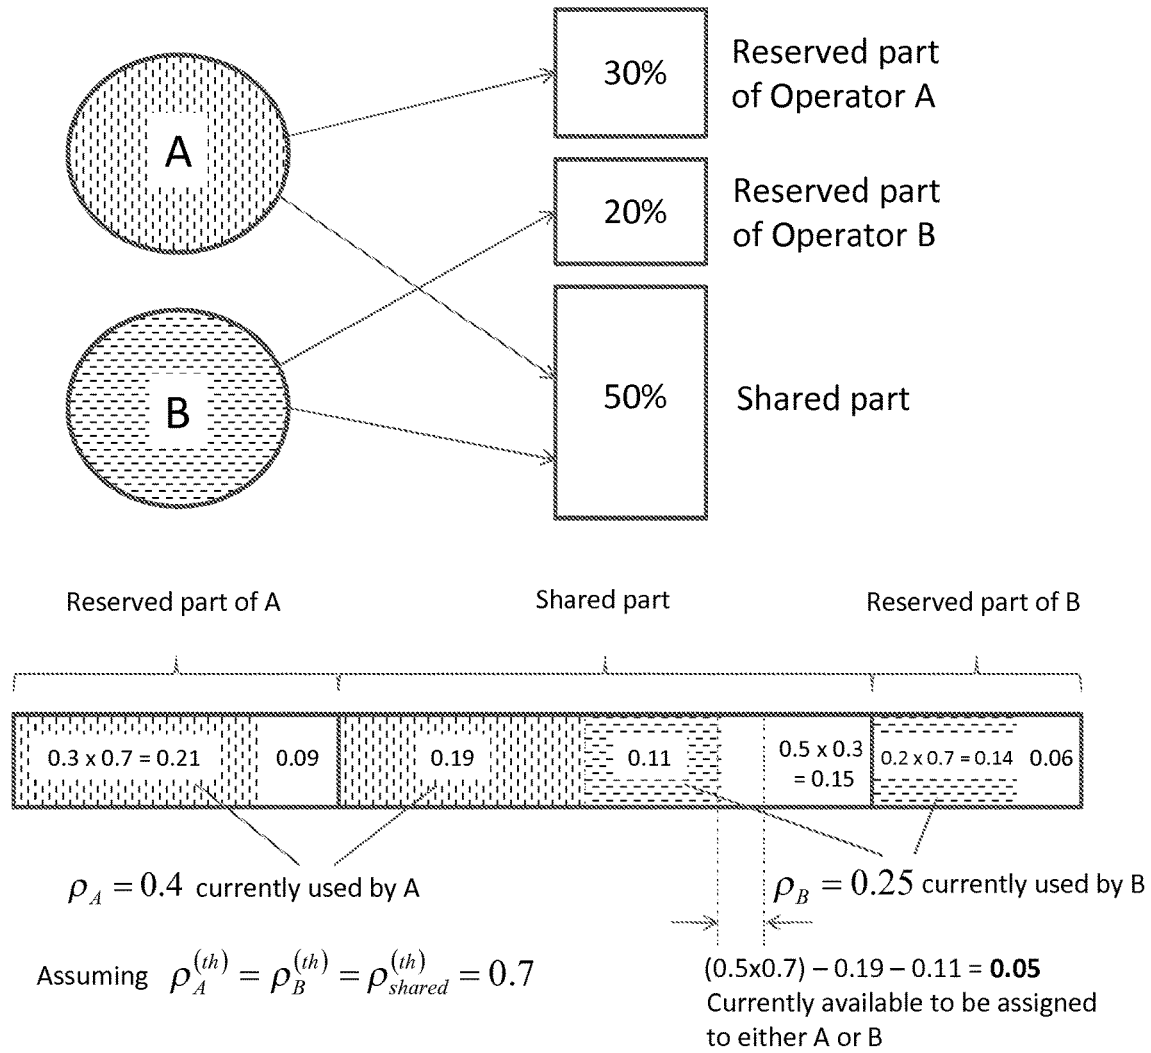 A
30%
Reserved part
of Operator A
20%
Reserved part
of Operator B
B
50%
Shared part
Reserved part of A
Shared part
Reserved part of B
0.3 x 0.7 = 0.21
0.09
0.19
0.11
0.5 x 0.3
= 0.15
0.2 x 0.7 = 0.14
0.06
ρ_A = 0.4 currently used by A
ρ_B = 0.25 currently used by B
Assuming ρ_A^(th) = ρ_B^(th) = ρ_shared^(th) = 0.7
(0.5x0.7) – 0.19 – 0.11 = 0.05
Currently available to be assigned
to either A or B